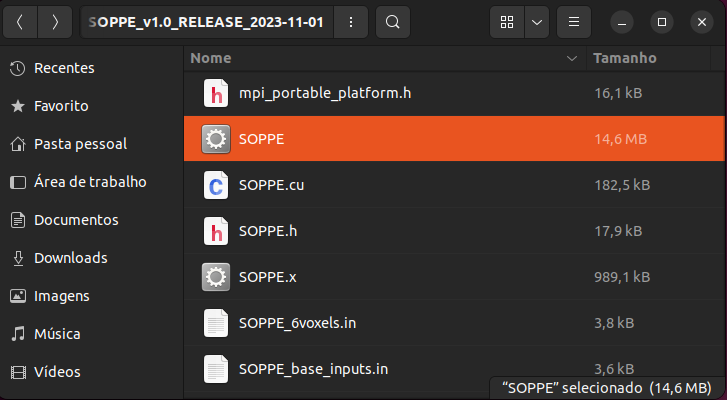 SOPPE_v1.0_RELEASE_2023-11-01
Nome Tamanho
Recentes
Favorito
Pasta pessoal
Área de trabalho
Documentos
Downloads
Imagens
Música
Vídeos
mpi_portable_platform.h 16,1 kB
SOPPE 14,6 MB
SOPPE.cu 182,5 kB
SOPPE.h 17,9 kB
SOPPE.x 989,1 kB
SOPPE_6voxels.in 3,8 kB
SOPPE_base_inputs.in 3,6 kB
“SOPPE” selecionado (14,6 MB)